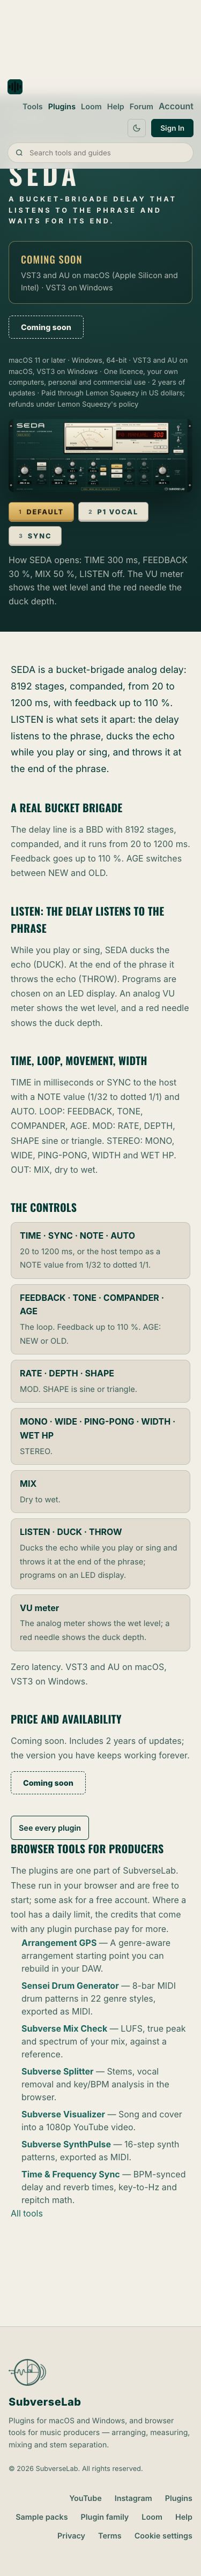 Tools Plugins Loom Help Forum Account
Sign In
Search tools and guides
SEDA
A BUCKET-BRIGADE DELAY THAT
LISTENS TO THE PHRASE AND
WAITS FOR ITS END.
COMING SOON
VST3 and AU on macOS (Apple Silicon and
Intel) · VST3 on Windows
Coming soon
macOS 11 or later · Windows, 64-bit · VST3 and AU on
macOS, VST3 on Windows · One licence, your own
computers, personal and commercial use · 2 years of
updates · Paid through Lemon Squeezy in US dollars;
refunds under Lemon Squeezy's policy
SEDA
1 DEFAULT
2 P1 VOCAL
3 SYNC
How SEDA opens: TIME 300 ms, FEEDBACK
30 %, MIX 50 %, LISTEN off. The VU meter
shows the wet level and the red needle the
duck depth.
SEDA is a bucket-brigade analog delay:
8192 stages, companded, from 20 to
1200 ms, with feedback up to 110 %.
LISTEN is what sets it apart: the delay
listens to the phrase, ducks the echo
while you play or sing, and throws it at
the end of the phrase.
A REAL BUCKET BRIGADE
The delay line is a BBD with 8192 stages,
companded, and it runs from 20 to 1200 ms.
Feedback goes up to 110 %. AGE switches
between NEW and OLD.
LISTEN: THE DELAY LISTENS TO THE
PHRASE
While you play or sing, SEDA ducks the
echo (DUCK). At the end of the phrase it
throws the echo (THROW). Programs are
chosen on an LED display. An analog VU
meter shows the wet level, and a red needle
shows the duck depth.
TIME, LOOP, MOVEMENT, WIDTH
TIME in milliseconds or SYNC to the host
with a NOTE value (1/32 to dotted 1/1) and
AUTO. LOOP: FEEDBACK, TONE,
COMPANDER, AGE. MOD: RATE, DEPTH,
SHAPE sine or triangle. STEREO: MONO,
WIDE, PING-PONG, WIDTH and WET HP.
OUT: MIX, dry to wet.
THE CONTROLS
TIME · SYNC · NOTE · AUTO
20 to 1200 ms, or the host tempo as a
NOTE value from 1/32 to dotted 1/1.
FEEDBACK · TONE · COMPANDER ·
AGE
The loop. Feedback up to 110 %. AGE:
NEW or OLD.
RATE · DEPTH · SHAPE
MOD. SHAPE is sine or triangle.
MONO · WIDE · PING-PONG · WIDTH ·
WET HP
STEREO.
MIX
Dry to wet.
LISTEN · DUCK · THROW
Ducks the echo while you play or sing and
throws it at the end of the phrase;
programs on an LED display.
VU meter
The analog meter shows the wet level; a
red needle shows the duck depth.
Zero latency. VST3 and AU on macOS,
VST3 on Windows.
PRICE AND AVAILABILITY
Coming soon. Includes 2 years of updates;
the version you have keeps working forever.
Coming soon
See every plugin
BROWSER TOOLS FOR PRODUCERS
The plugins are one part of SubverseLab.
These run in your browser and are free to
start; some ask for a free account. Where a
tool has a daily limit, the credits that come
with any plugin purchase pay for more.
Arrangement GPS — A genre-aware
arrangement starting point you can
rebuild in your DAW.
Sensei Drum Generator — 8-bar MIDI
drum patterns in 22 genre styles,
exported as MIDI.
Subverse Mix Check — LUFS, true peak
and spectrum of your mix, against a
reference.
Subverse Splitter — Stems, vocal
removal and key/BPM analysis in the
browser.
Subverse Visualizer — Song and cover
into a 1080p YouTube video.
Subverse SynthPulse — 16-step synth
patterns, exported as MIDI.
Time & Frequency Sync — BPM-synced
delay and reverb times, key-to-Hz and
repitch math.
All tools
SubverseLab
Plugins for macOS and Windows, and browser
tools for music producers — arranging, measuring,
mixing and stem separation.
© 2026 SubverseLab. All rights reserved.
YouTube Instagram Plugins
Sample packs Plugin family Loom Help
Privacy Terms Cookie settings